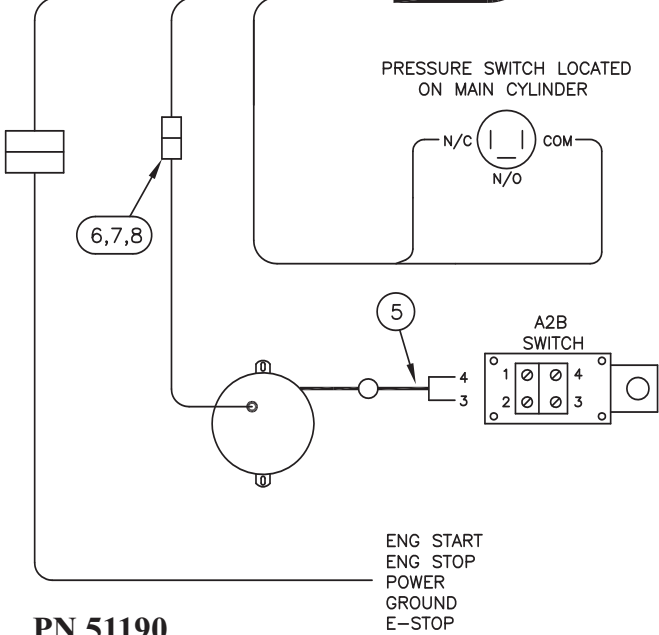 PRESSURE SWITCH LOCATED
ON MAIN CYLINDER
N/C
COM
N/O
6,7,8
5
A2B
SWITCH
4
3
1
4
2
3
ENG START
ENG STOP
POWER
GROUND
E-STOP
PN 51190